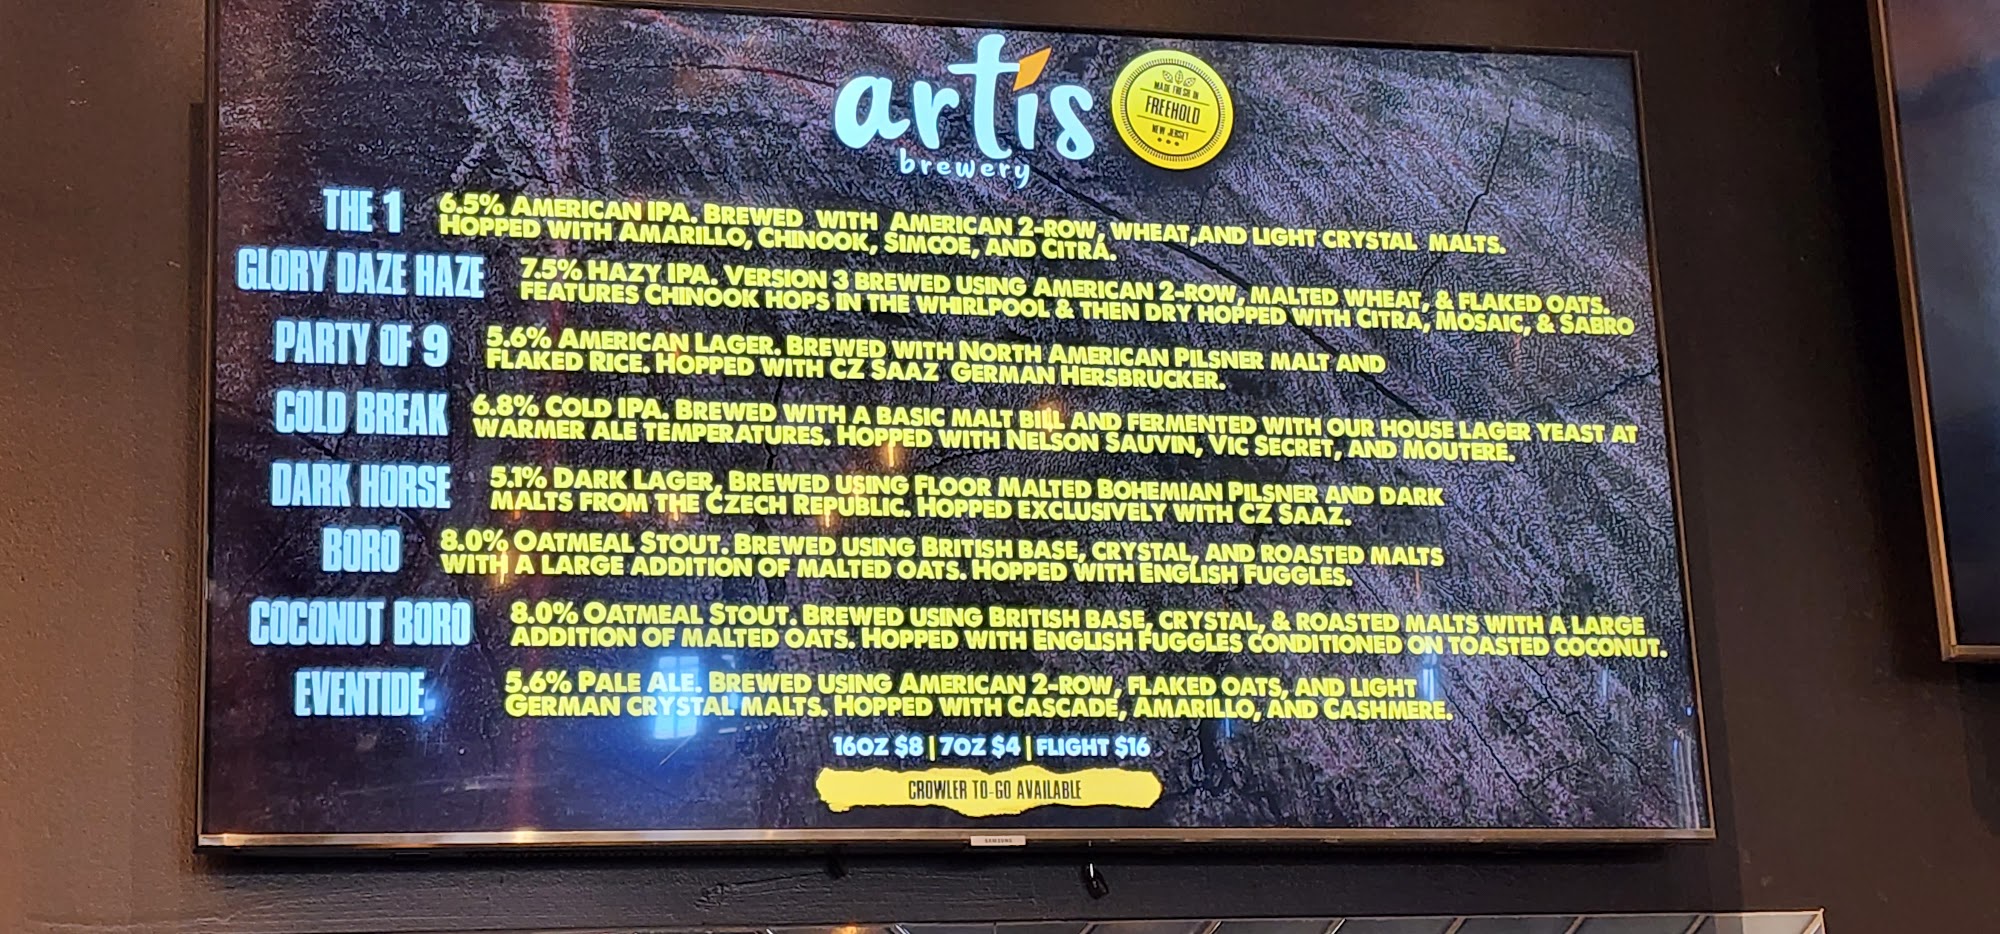 artis
brewery
MADE FRESH IN
FREEHOLD
NEW JERSEY
THE 1
6.5% AMERICAN IPA. BREWED WITH AMERICAN 2-ROW, WHEAT,AND LIGHT CRYSTAL MALTS.
HOPPED WITH AMARILLO, CHINOOK, SIMCOE, AND CITRA.
GLORY DAZE HAZE
7.5% HAZY IPA. VERSION 3 BREWED USING AMERICAN 2-ROW, MALTED WHEAT, & FLAKED OATS.
FEATURES CHINOOK HOPS IN THE WHIRLPOOL & THEN DRY HOPPED WITH CITRA, MOSAIC, & SABRO
PARTY OF 9
5.6% AMERICAN LAGER. BREWED WITH NORTH AMERICAN PILSNER MALT AND
FLAKED RICE. HOPPED WITH CZ SAAZ GERMAN HERSBRUCKER.
COLD BREAK
6.8% COLD IPA. BREWED WITH A BASIC MALT BILL AND FERMENTED WITH OUR HOUSE LAGER YEAST AT
WARMER ALE TEMPERATURES. HOPPED WITH NELSON SAUVIN, VIC SECRET, AND MOUTERE.
DARK HORSE
5.1% DARK LAGER, BREWED USING FLOOR MALTED BOHEMIAN PILSNER AND DARK
MALTS FROM THE CZECH REPUBLIC. HOPPED EXCLUSIVELY WITH CZ SAAZ.
BORO
8.0% OATMEAL STOUT. BREWED USING BRITISH BASE, CRYSTAL, AND ROASTED MALTS
WITH A LARGE ADDITION OF MALTED OATS. HOPPED WITH ENGLISH FUGGLES.
COCONUT BORO
8.0% OATMEAL STOUT. BREWED USING BRITISH BASE, CRYSTAL, & ROASTED MALTS WITH A LARGE
ADDITION OF MALTED OATS. HOPPED WITH ENGLISH FUGGLES CONDITIONED ON TOASTED COCONUT.
EVENTIDE
5.6% PALE ALE. BREWED USING AMERICAN 2-ROW, FLAKED OATS, AND LIGHT
GERMAN CRYSTAL MALTS. HOPPED WITH CASCADE, AMARILLO, AND CASHMERE.
16OZ $8 | 7OZ $4 | FLIGHT $16
CROWLER TO-GO AVAILABLE
SAMSUNG